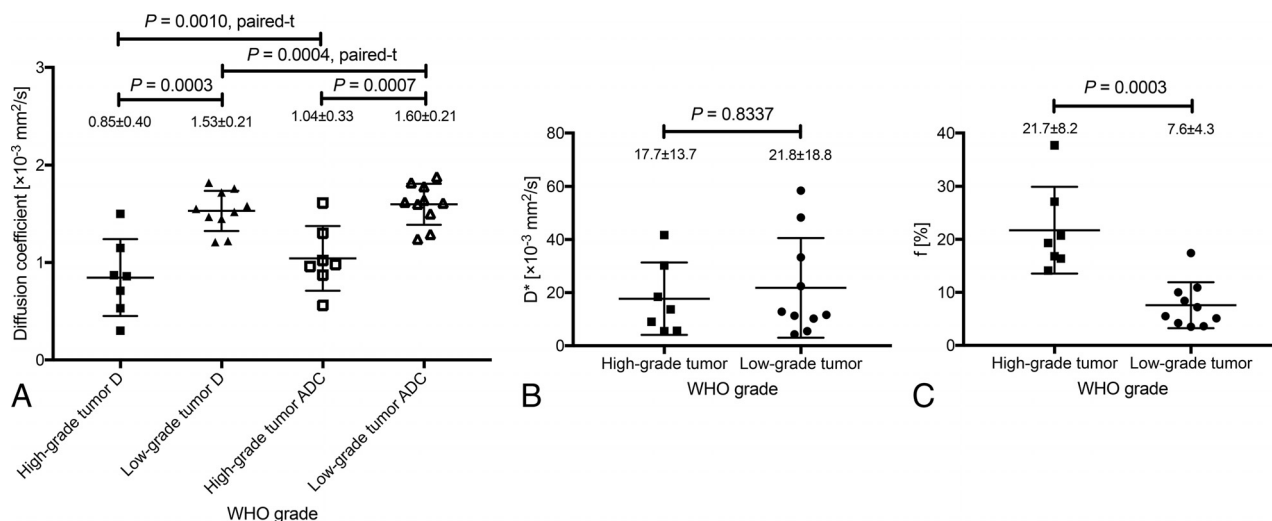 P = 0.0010, paired-t
P = 0.0004, paired-t
P = 0.0003
P = 0.0007
0.85±0.40
1.53±0.21
1.04±0.33
1.60±0.21
Diffusion coefficient [×10⁻³ mm²/s]
3
2
1
0
High-grade tumor D
Low-grade tumor D
High-grade tumor ADC
Low-grade tumor ADC
WHO grade
A
P = 0.8337
17.7±13.7
21.8±18.8
D* [×10⁻³ mm²/s]
80
60
40
20
0
High-grade tumor
Low-grade tumor
WHO grade
B
P = 0.0003
21.7±8.2
7.6±4.3
f [%]
40
30
20
10
0
High-grade tumor
Low-grade tumor
WHO grade
C